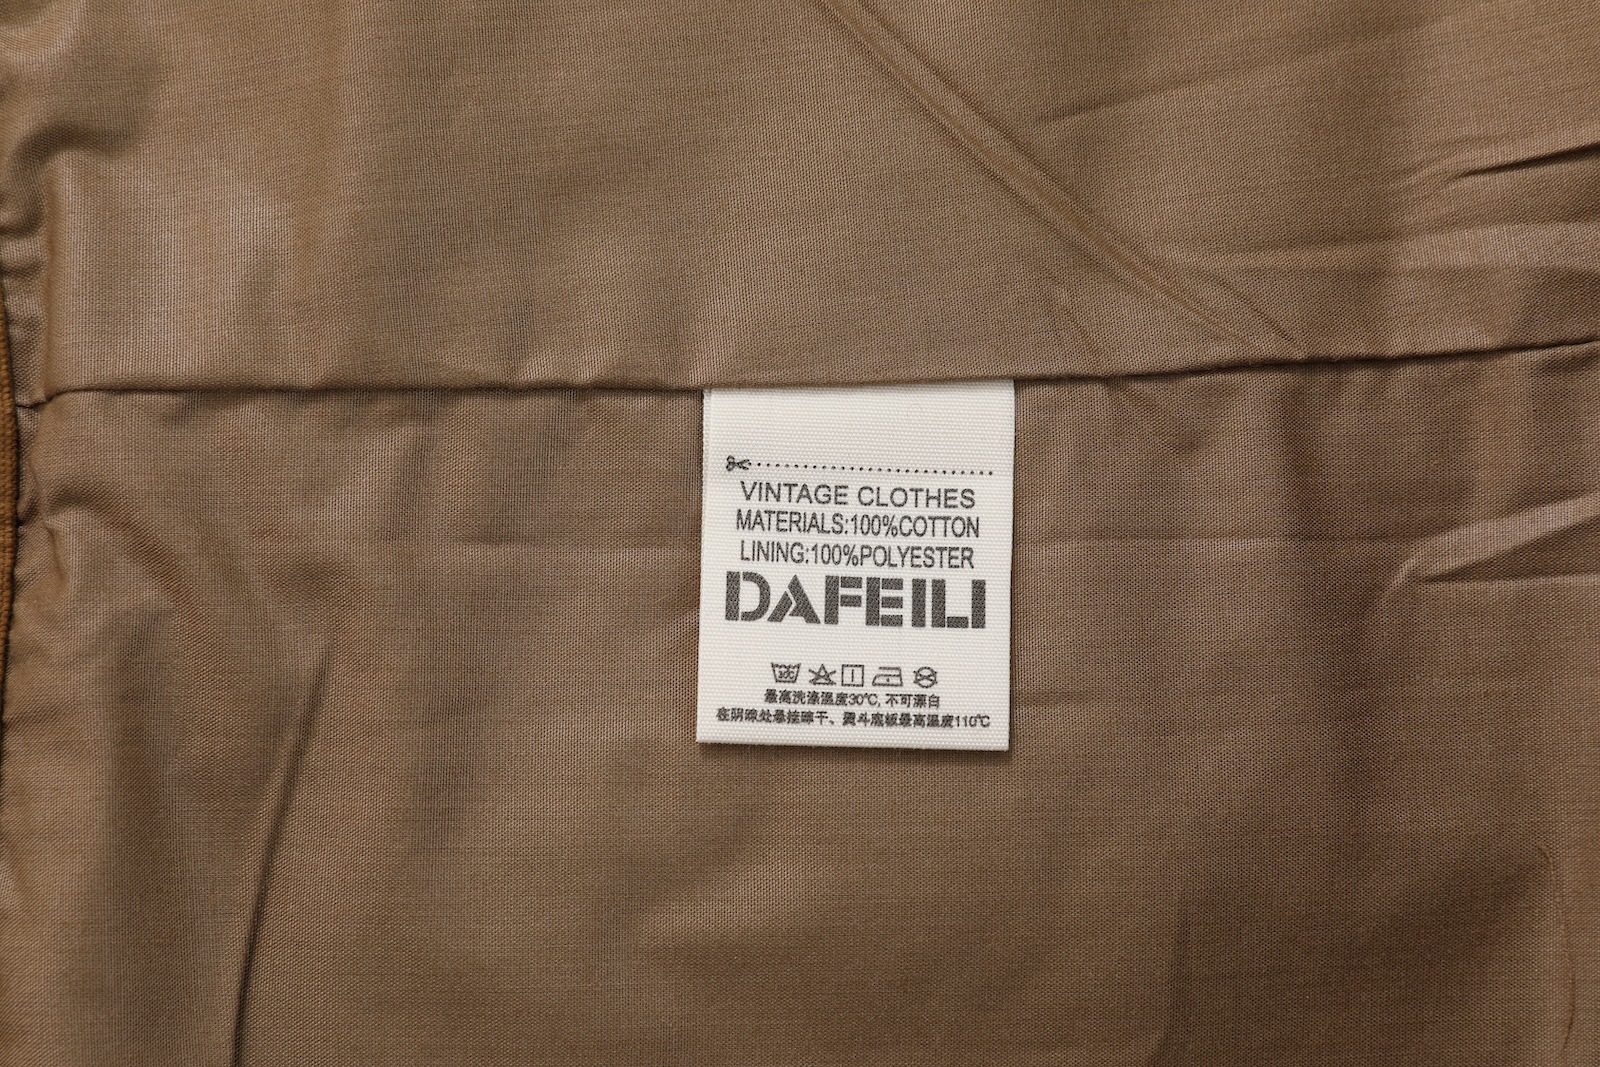 VINTAGE CLOTHES
MATERIALS:100%COTTON
LINING:100%POLYESTER
DAFEILI
30C
最高洗涤温度30℃, 不可漂白
在阴晾处悬挂晾干、熨斗底板最高温度110℃